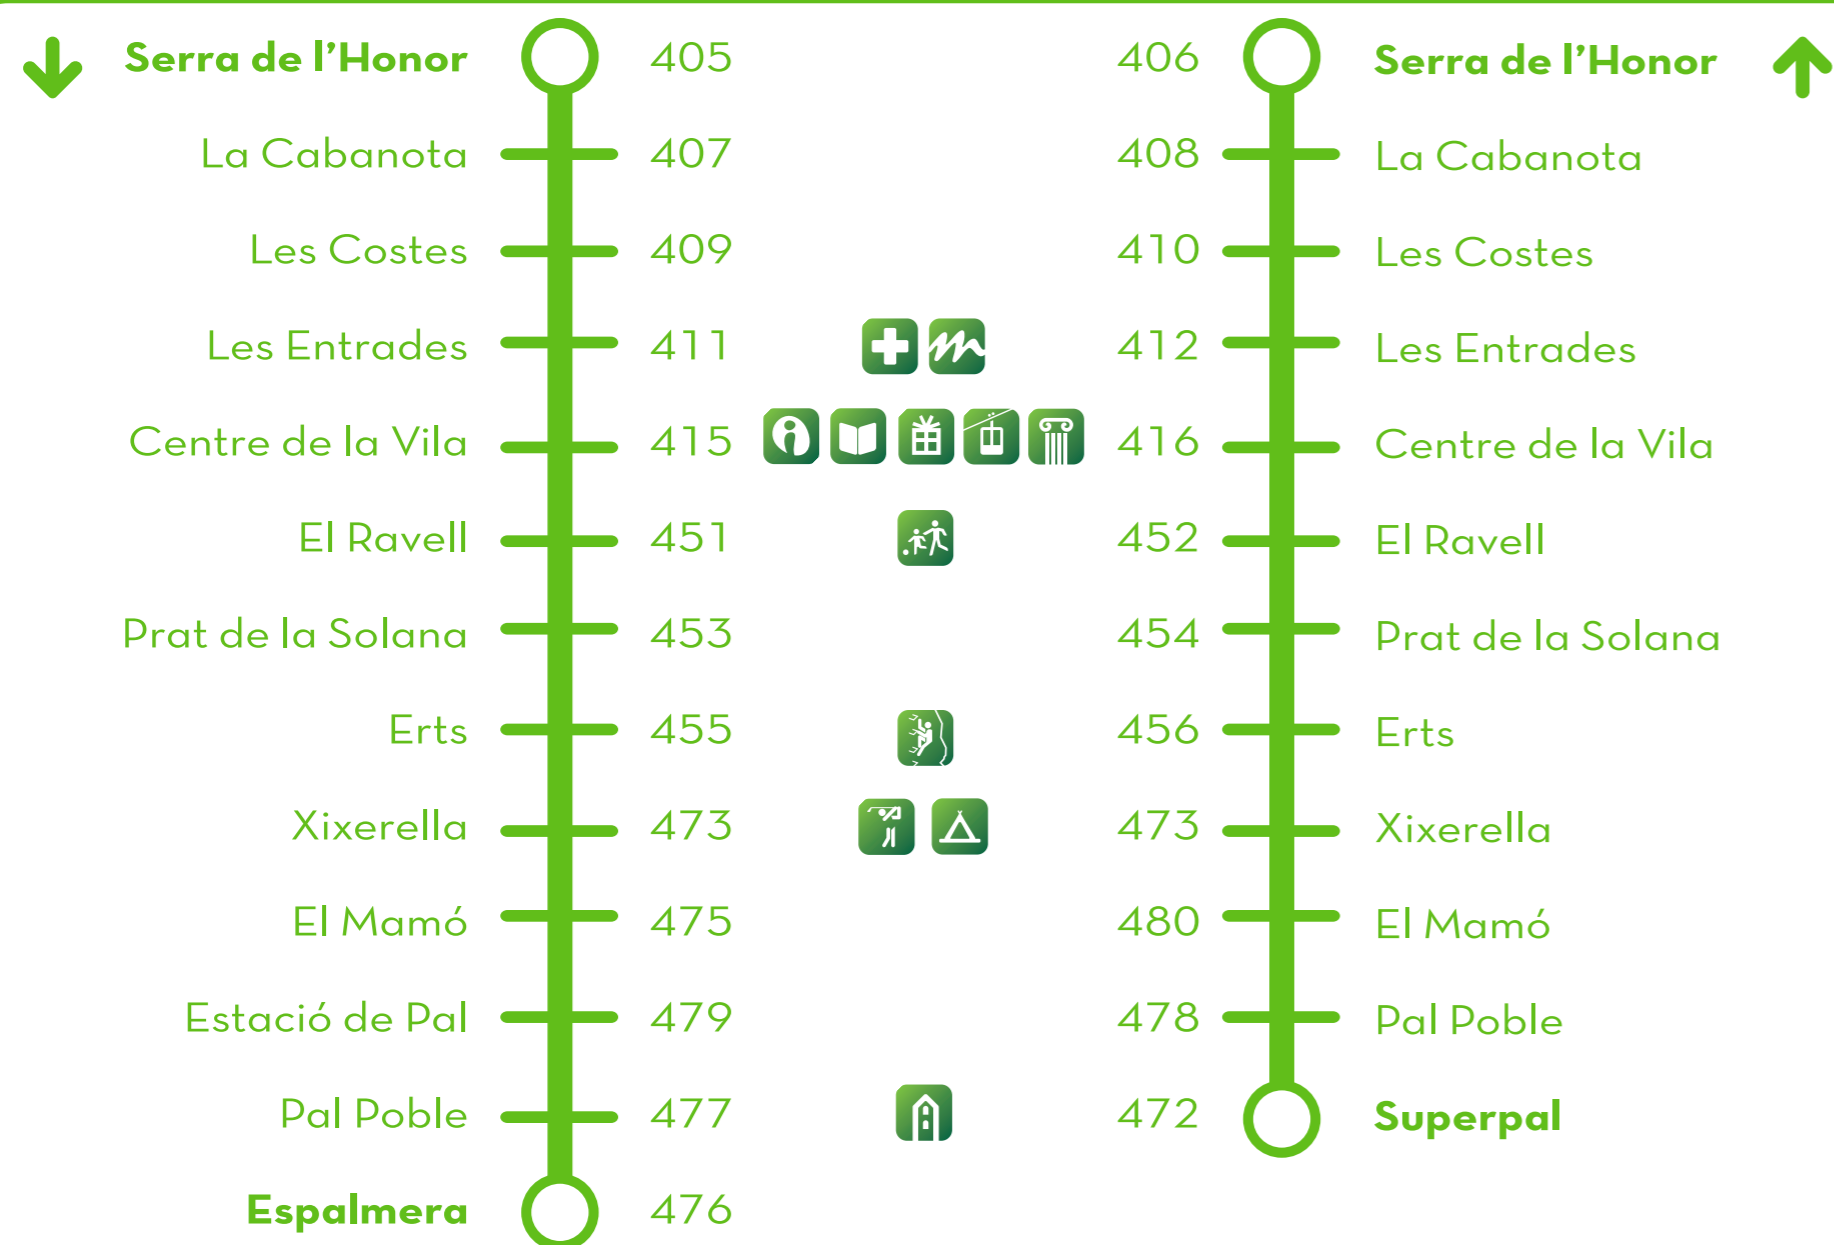 Serra de l'Honor 405
La Cabanota 407
Les Costes 409
Les Entrades 411
Centre de la Vila 415
El Ravell 451
Prat de la Solana 453
Erts 455
Xixerella 473
El Mamó 475
Estació de Pal 479
Pal Poble 477
Espalmera 476
406 Serra de l'Honor
408 La Cabanota
410 Les Costes
412 Les Entrades
416 Centre de la Vila
452 El Ravell
454 Prat de la Solana
456 Erts
473 Xixerella
480 El Mamó
478 Pal Poble
472 Superpal